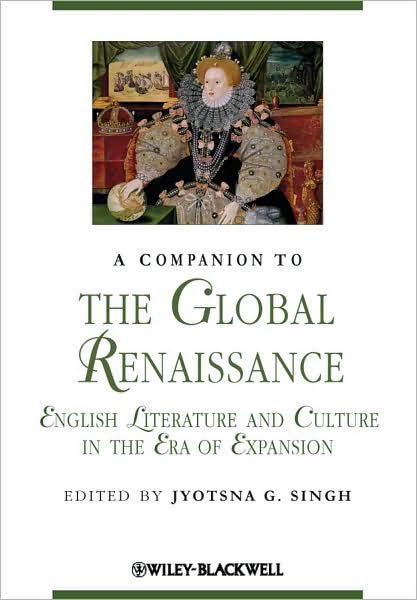 A COMPANION TO
THE GLOBAL
RENAISSANCE
ENGLISH LITERATURE AND CULTURE
IN THE ERA OF EXPANSION
EDITED BY JYOTSNA G. SINGH
WILEY-BLACKWELL